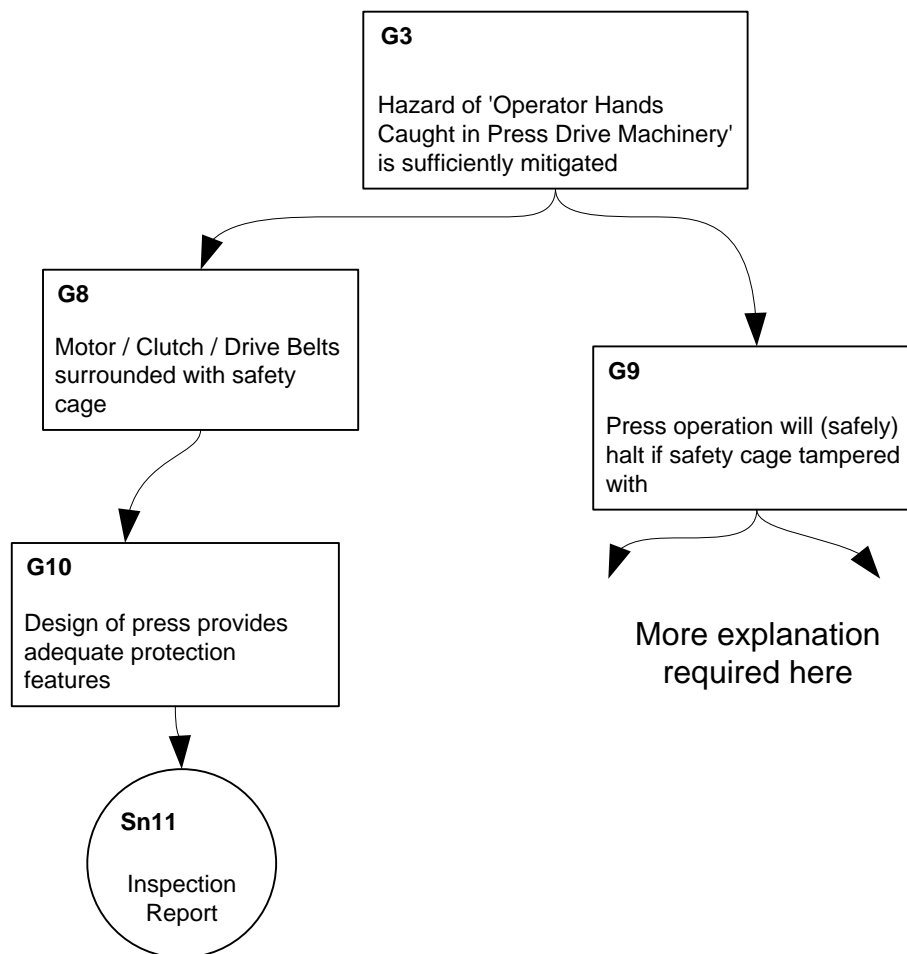 G3
Hazard of 'Operator Hands
Caught in Press Drive Machinery'
is sufficiently mitigated
G8
Motor / Clutch / Drive Belts
surrounded with safety
cage
G9
Press operation will (safely)
halt if safety cage tampered
with
G10
Design of press provides
adequate protection
features
More explanation
required here
Sn11
Inspection
Report